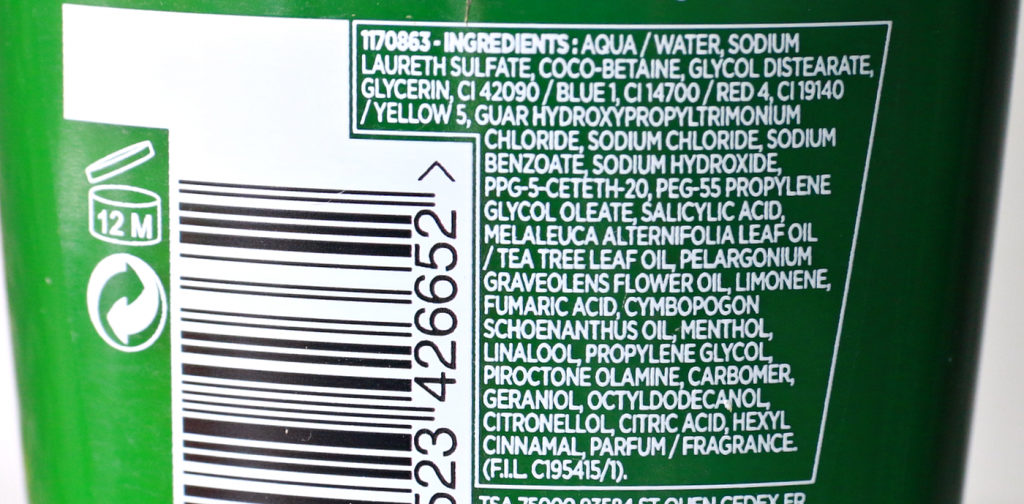 1170863 - INGREDIENTS : AQUA / WATER, SODIUM
LAURETH SULFATE, COCO-BETAINE, GLYCOL DISTEARATE,
GLYCERIN, CI 42090 / BLUE 1, CI 14700 / RED 4, CI 19140
/ YELLOW 5, GUAR HYDROXYPROPYLTRIMONIUM
CHLORIDE, SODIUM CHLORIDE, SODIUM
BENZOATE, SODIUM HYDROXIDE,
PPG-5-CETETH-20, PEG-55 PROPYLENE
GLYCOL OLEATE, SALICYLIC ACID,
MELALEUCA ALTERNIFOLIA LEAF OIL
/ TEA TREE LEAF OIL, PELARGONIUM
GRAVEOLENS FLOWER OIL, LIMONENE,
FUMARIC ACID, CYMBOPOGON
SCHOENANTHUS OIL, MENTHOL,
LINALOOL, PROPYLENE GLYCOL,
PIROCTONE OLAMINE, CARBOMER,
GERANIOL, OCTYLDODECANOL,
CITRONELLOL, CITRIC ACID, HEXYL
CINNAMAL, PARFUM / FRAGRANCE.
(F.I.L. C195415/1).
12 M
523 426652 >